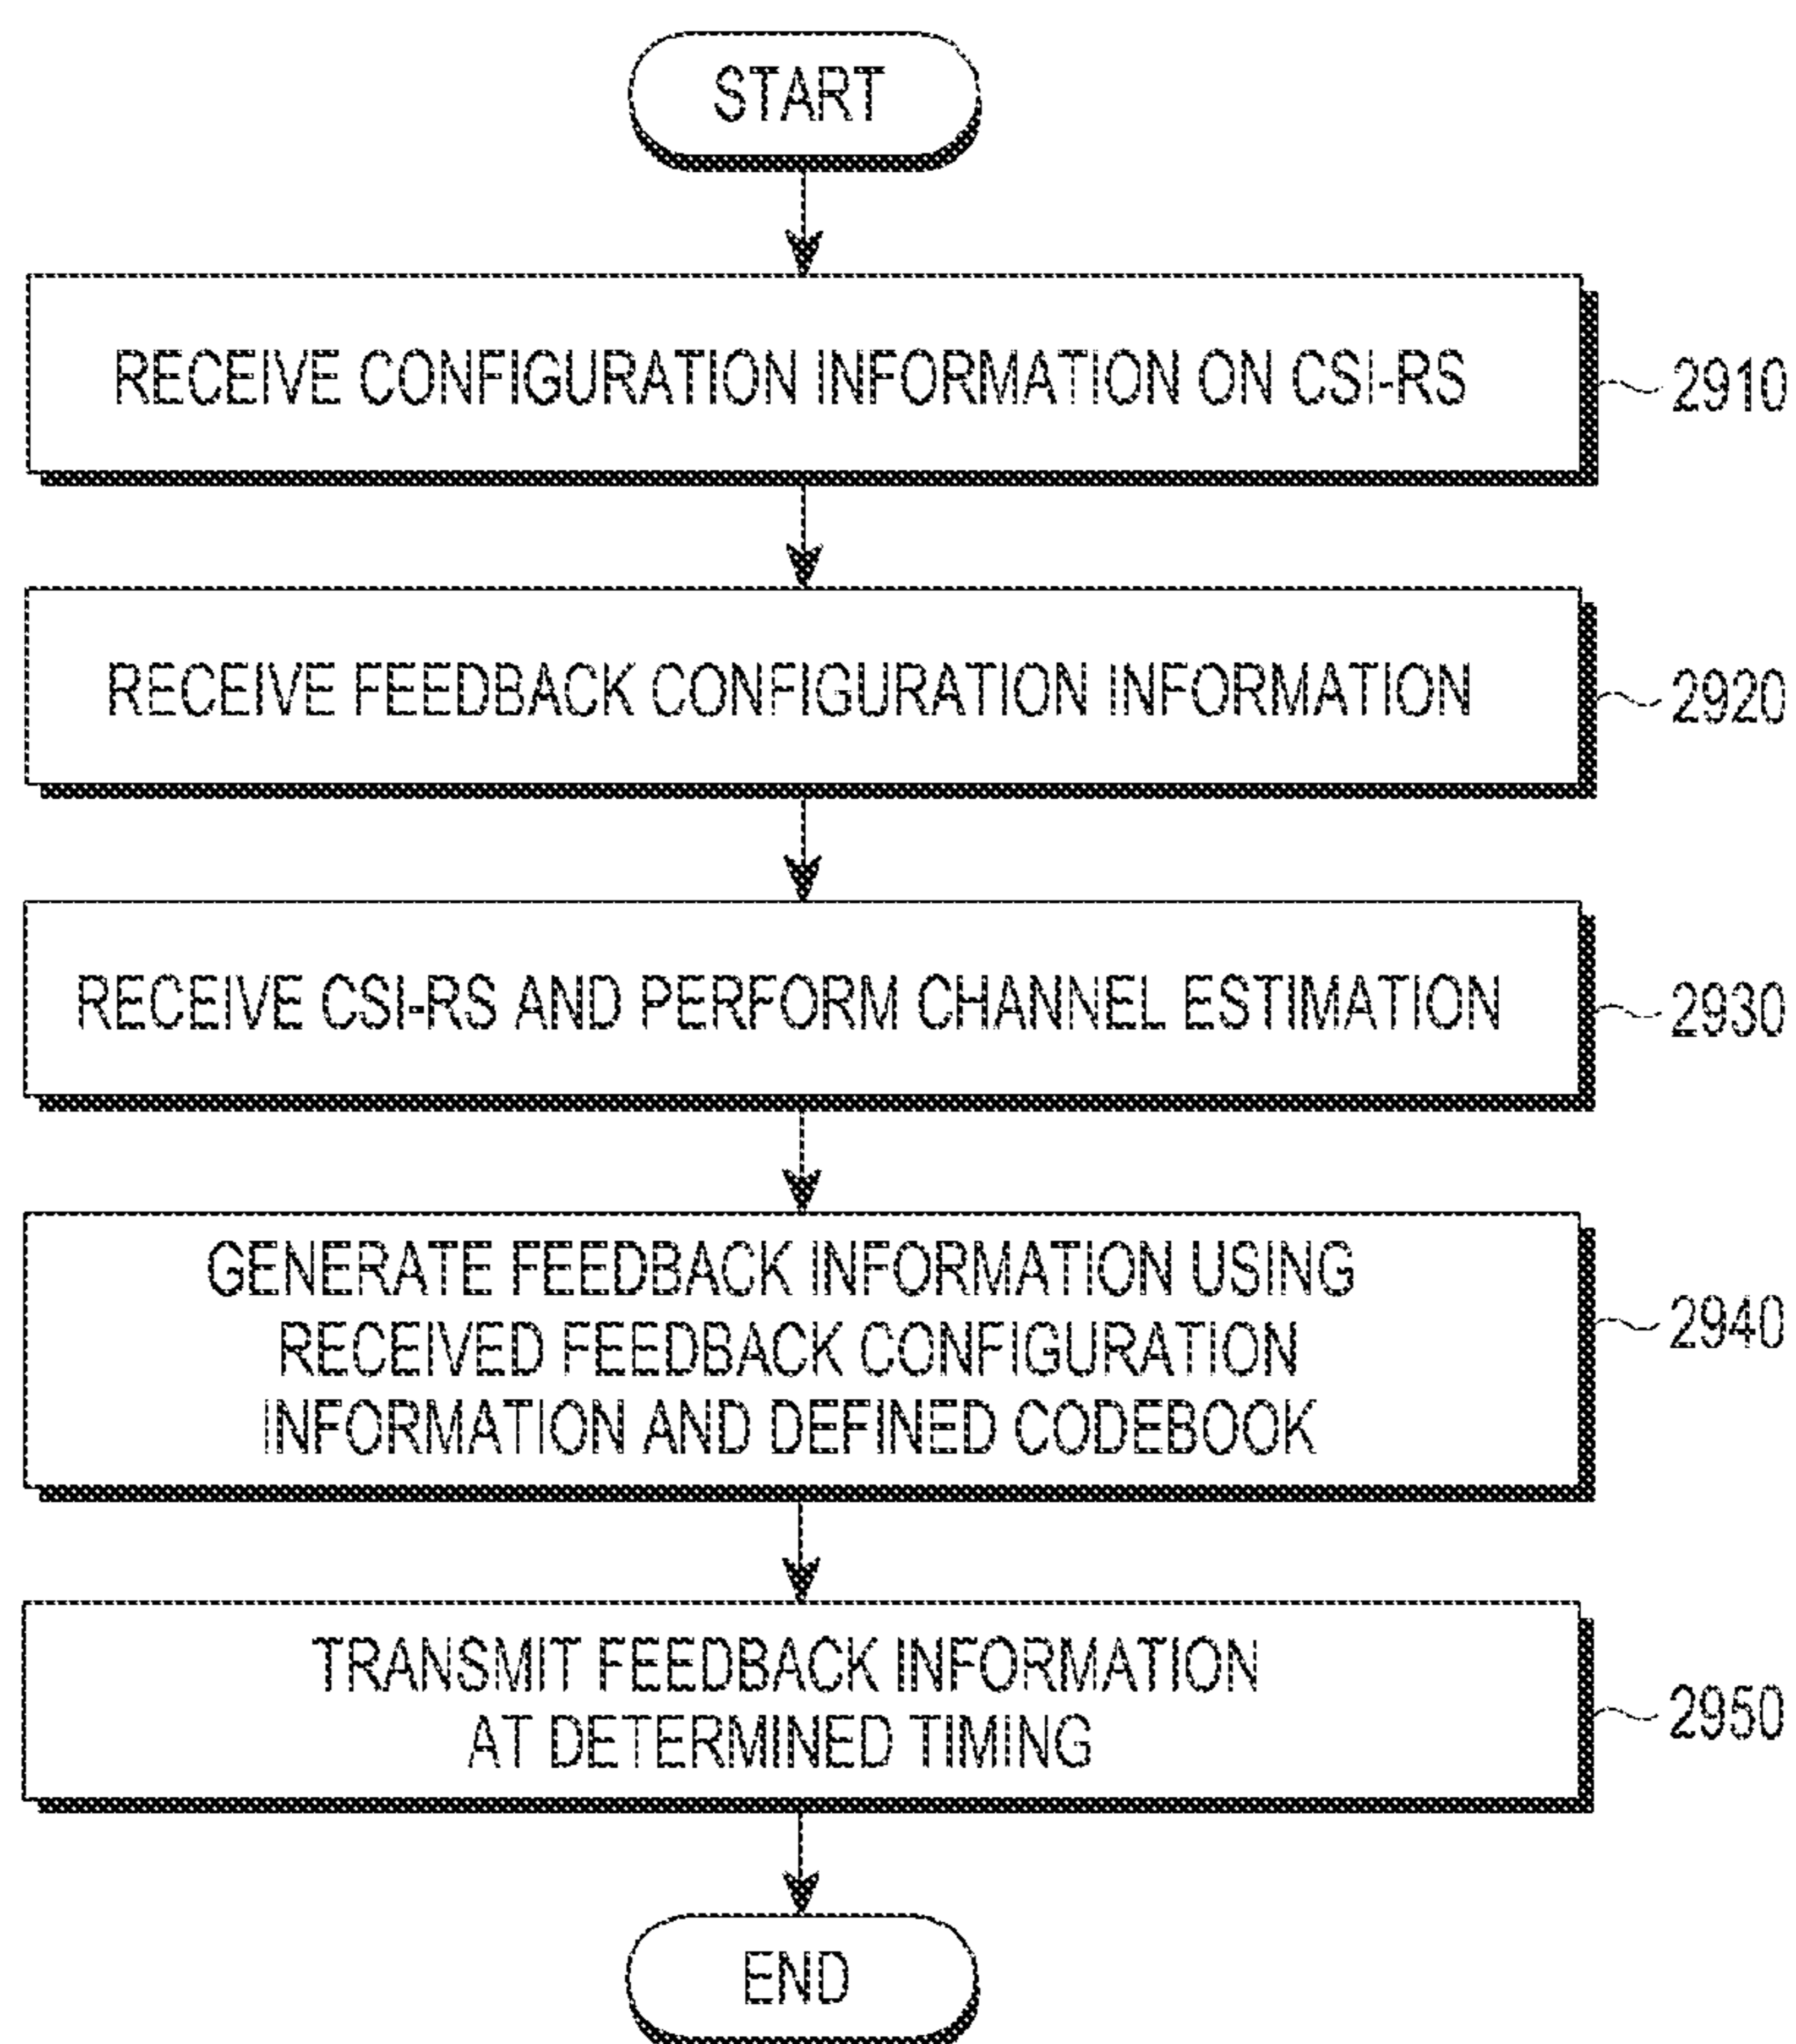 START
RECEIVE CONFIGURATION INFORMATION ON CSI-RS
2910
RECEIVE FEEDBACK CONFIGURATION INFORMATION
2920
RECEIVE CSI-RS AND PERFORM CHANNEL ESTIMATION
2930
GENERATE FEEDBACK INFORMATION USING
RECEIVED FEEDBACK CONFIGURATION
INFORMATION AND DEFINED CODEBOOK
2940
TRANSMIT FEEDBACK INFORMATION
AT DETERMINED TIMING
2950
END